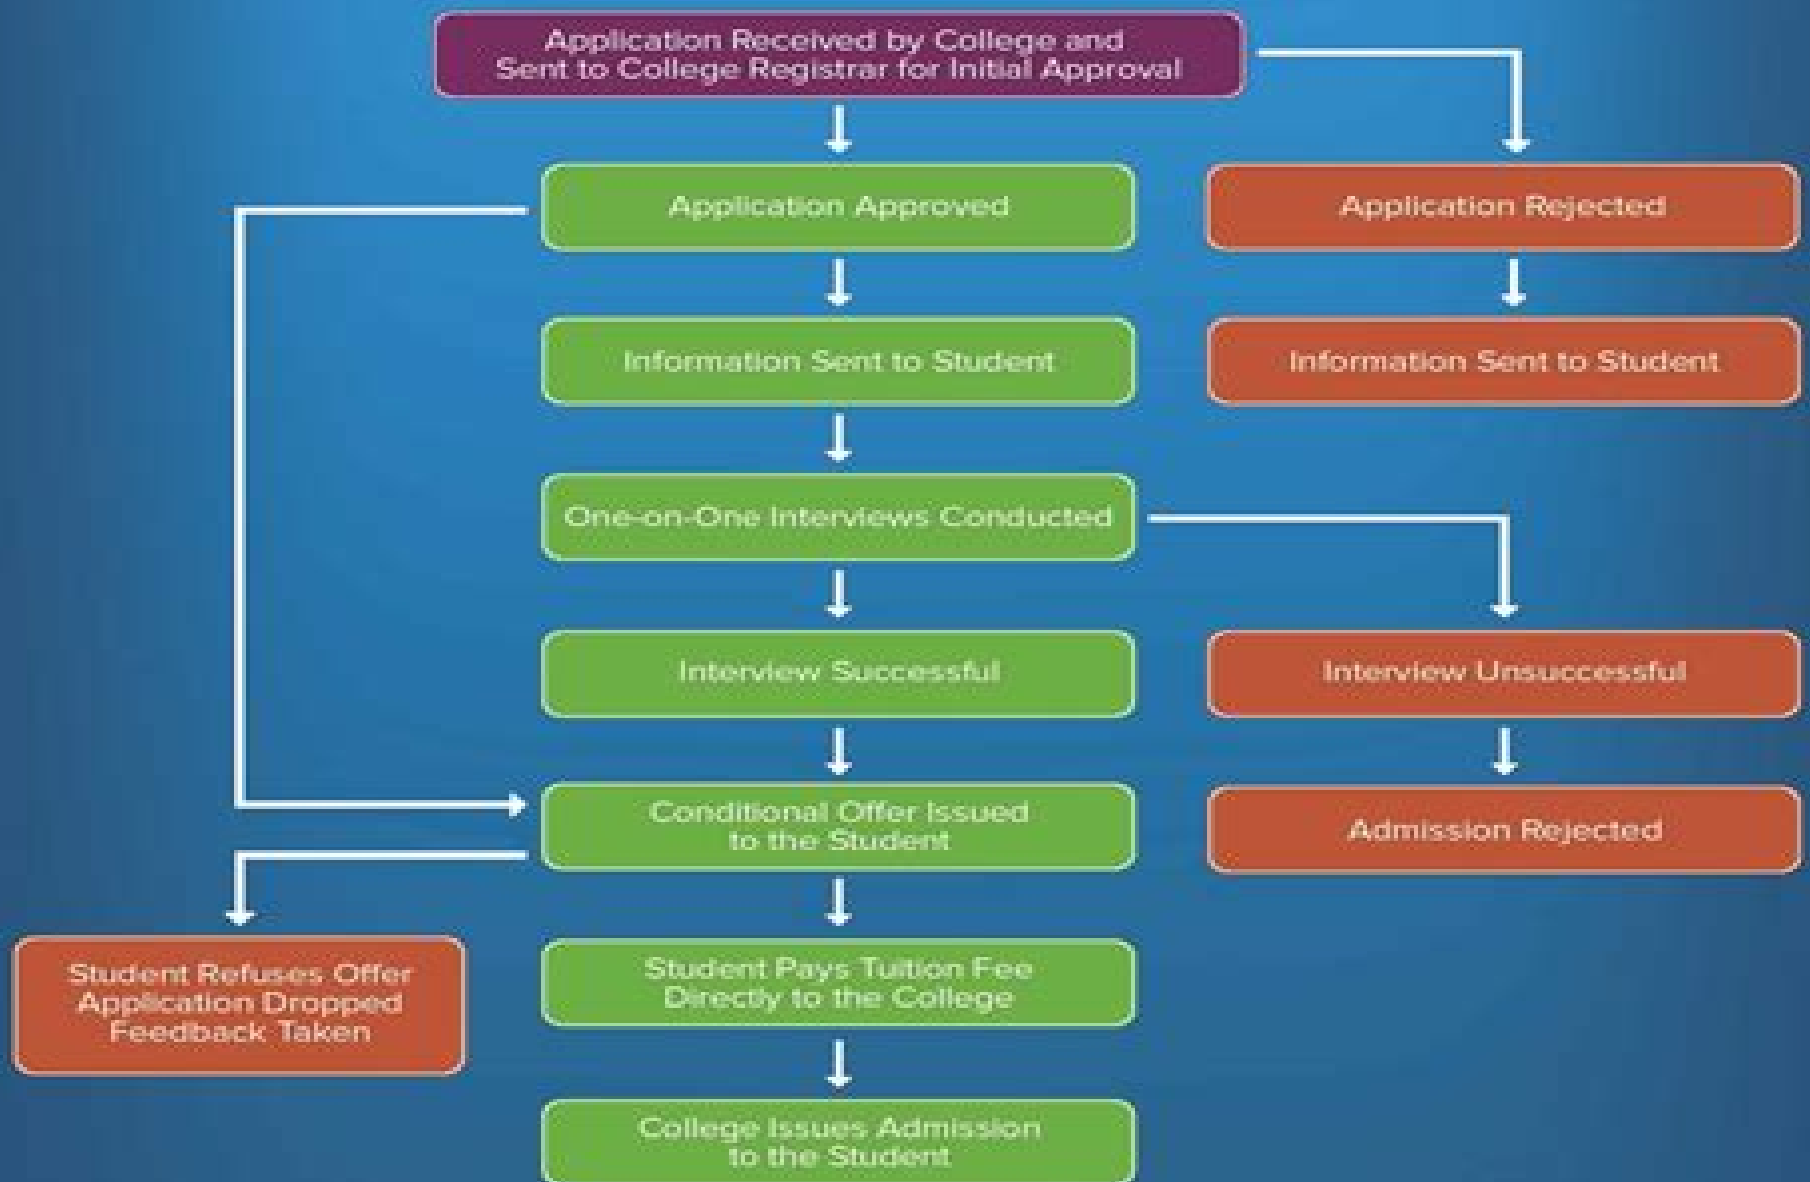 Application Received by College and
Sent to College Registrar for Initial Approval
Application Approved
Application Rejected
Information Sent to Student
Information Sent to Student
One-on-One Interviews Conducted
Interview Successful
Interview Unsuccessful
Conditional Offer Issued
to the Student
Admission Rejected
Student Refuses Offer
Application Dropped
Feedback Taken
Student Pays Tuition Fee
Directly to the College
College Issues Admission
to the Student